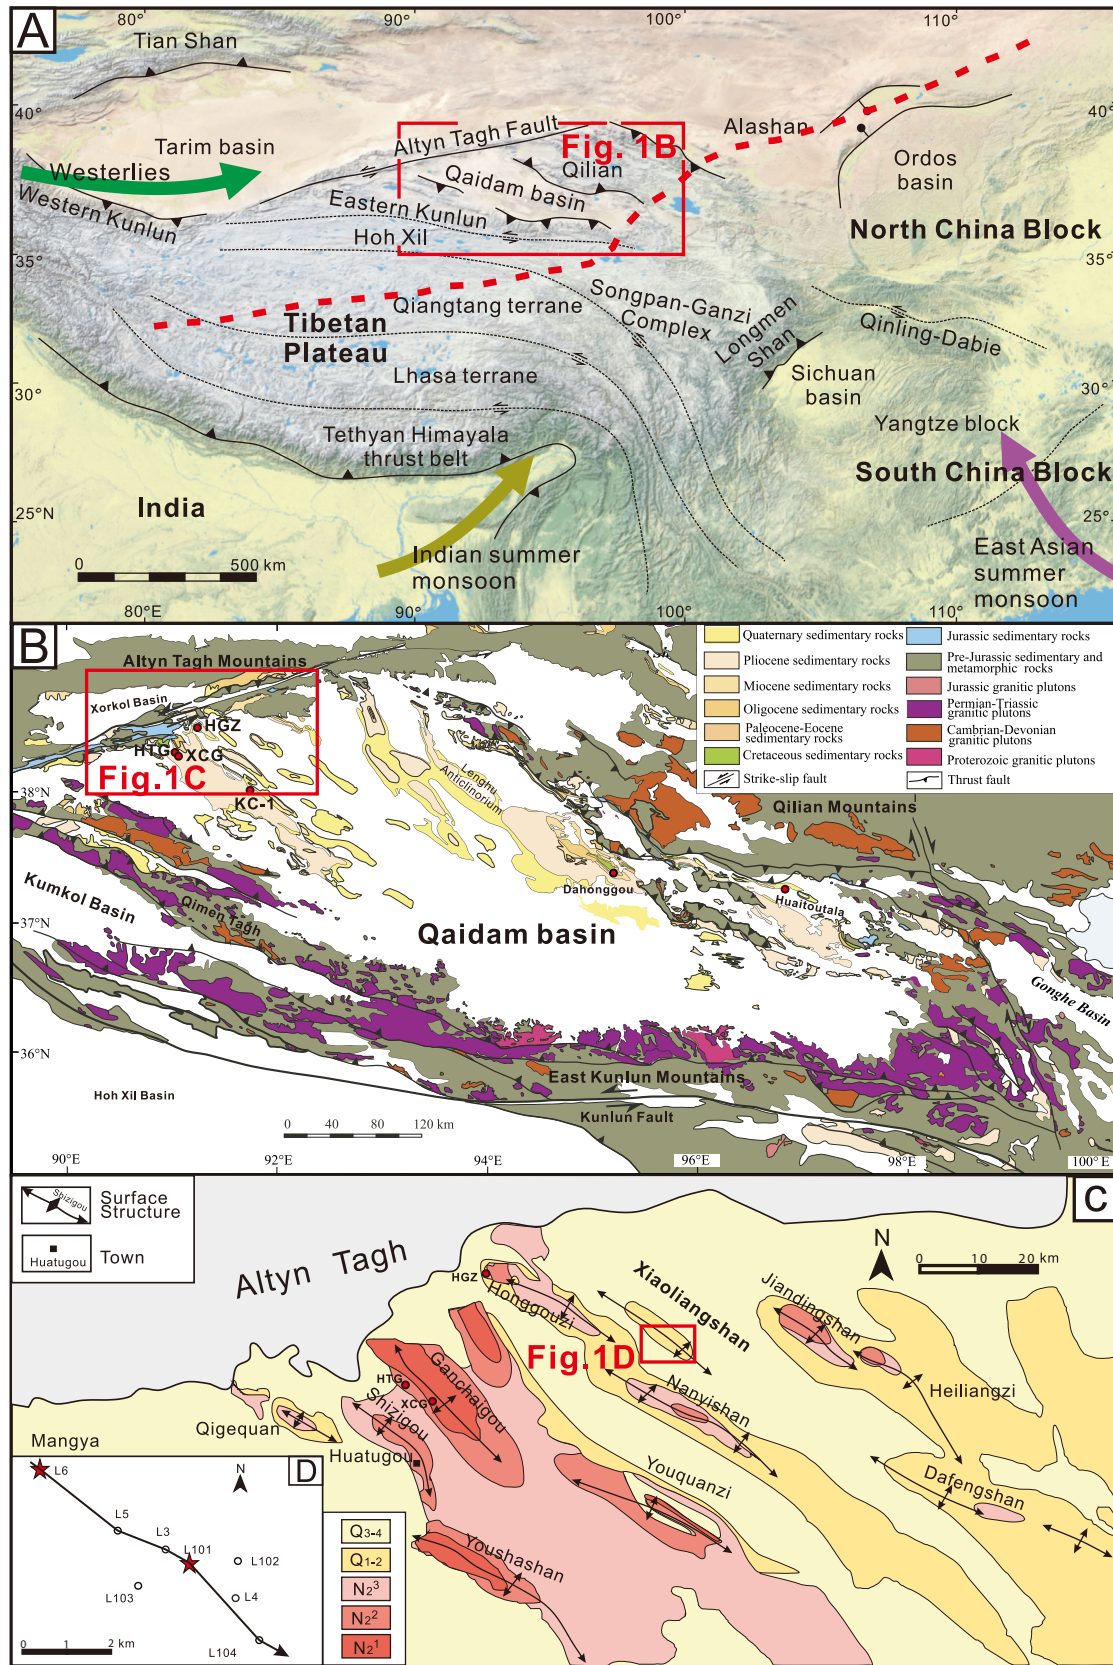 A
80°
90°
100°
110°
Tian Shan
40°
40°
Altyn Tagh Fault
Alashan
Fig. 1B
Tarim basin
Westerlies
Qilian
Ordos
basin
Qaidam basin
Western Kunlun
Eastern Kunlun
Hoh Xil
North China Block
35°
35°
Songpan-Ganzi
Complex
Qiangtang terrane
Longmen
Shan
Qinling-Dabie
Tibetan
Plateau
Lhasa terrane
Sichuan
basin
30°
30°
Yangtze block
Tethyan Himayala
thrust belt
South China Block
India
25°N
25°
Indian summer
monsoon
East Asian
summer
monsoon
0
500 km
80°E
90°
100°
110°
B
Altyn Tagh Mountains
Xorkol Basin
HGZ
HTG
XCG
Fig.1C
KC-1
38°N
Lenghu
Anticlinorium
Quaternary sedimentary rocks
Pliocene sedimentary rocks
Miocene sedimentary rocks
Oligocene sedimentary rocks
Paleocene-Eocene
sedimentary rocks
Cretaceous sedimentary rocks
Strike-slip fault
Jurassic sedimentary rocks
Pre-Jurassic sedimentary and
metamorphic rocks
Jurassic granitic plutons
Permian-Triassic
granitic plutons
Cambrian-Devonian
granitic plutons
Proterozoic granitic plutons
Thrust fault
Qilian Mountains
Dahonggou
Huaitoutala
Kumkol Basin
Qimen Tagh
37°N
Qaidam basin
Gonghe Basin
36°N
East Kunlun Mountains
Hoh Xil Basin
Kunlun Fault
0 40 80 120 km
90°E
92°E
94°E
96°E
98°E
100° E
C
Shizigou
Surface
Structure
Huatugou
Town
Altyn Tagh
N
0 10 20 km
HGZ
Honggouzi
Xiaoliangshan
Jiandingshan
Fig.1D
HTG
Ganchaigou
XCG
Shizigou
Nanyishan
Heiliangzi
Qigequan
Huatugou
Mangya
Youquanzi
Dafengshan
Youshashan
D
N
L6
L5
L3
L101
L102
L103
L4
L104
0 1 2 km
Q3-4
Q1-2
N2³
N2²
N2¹